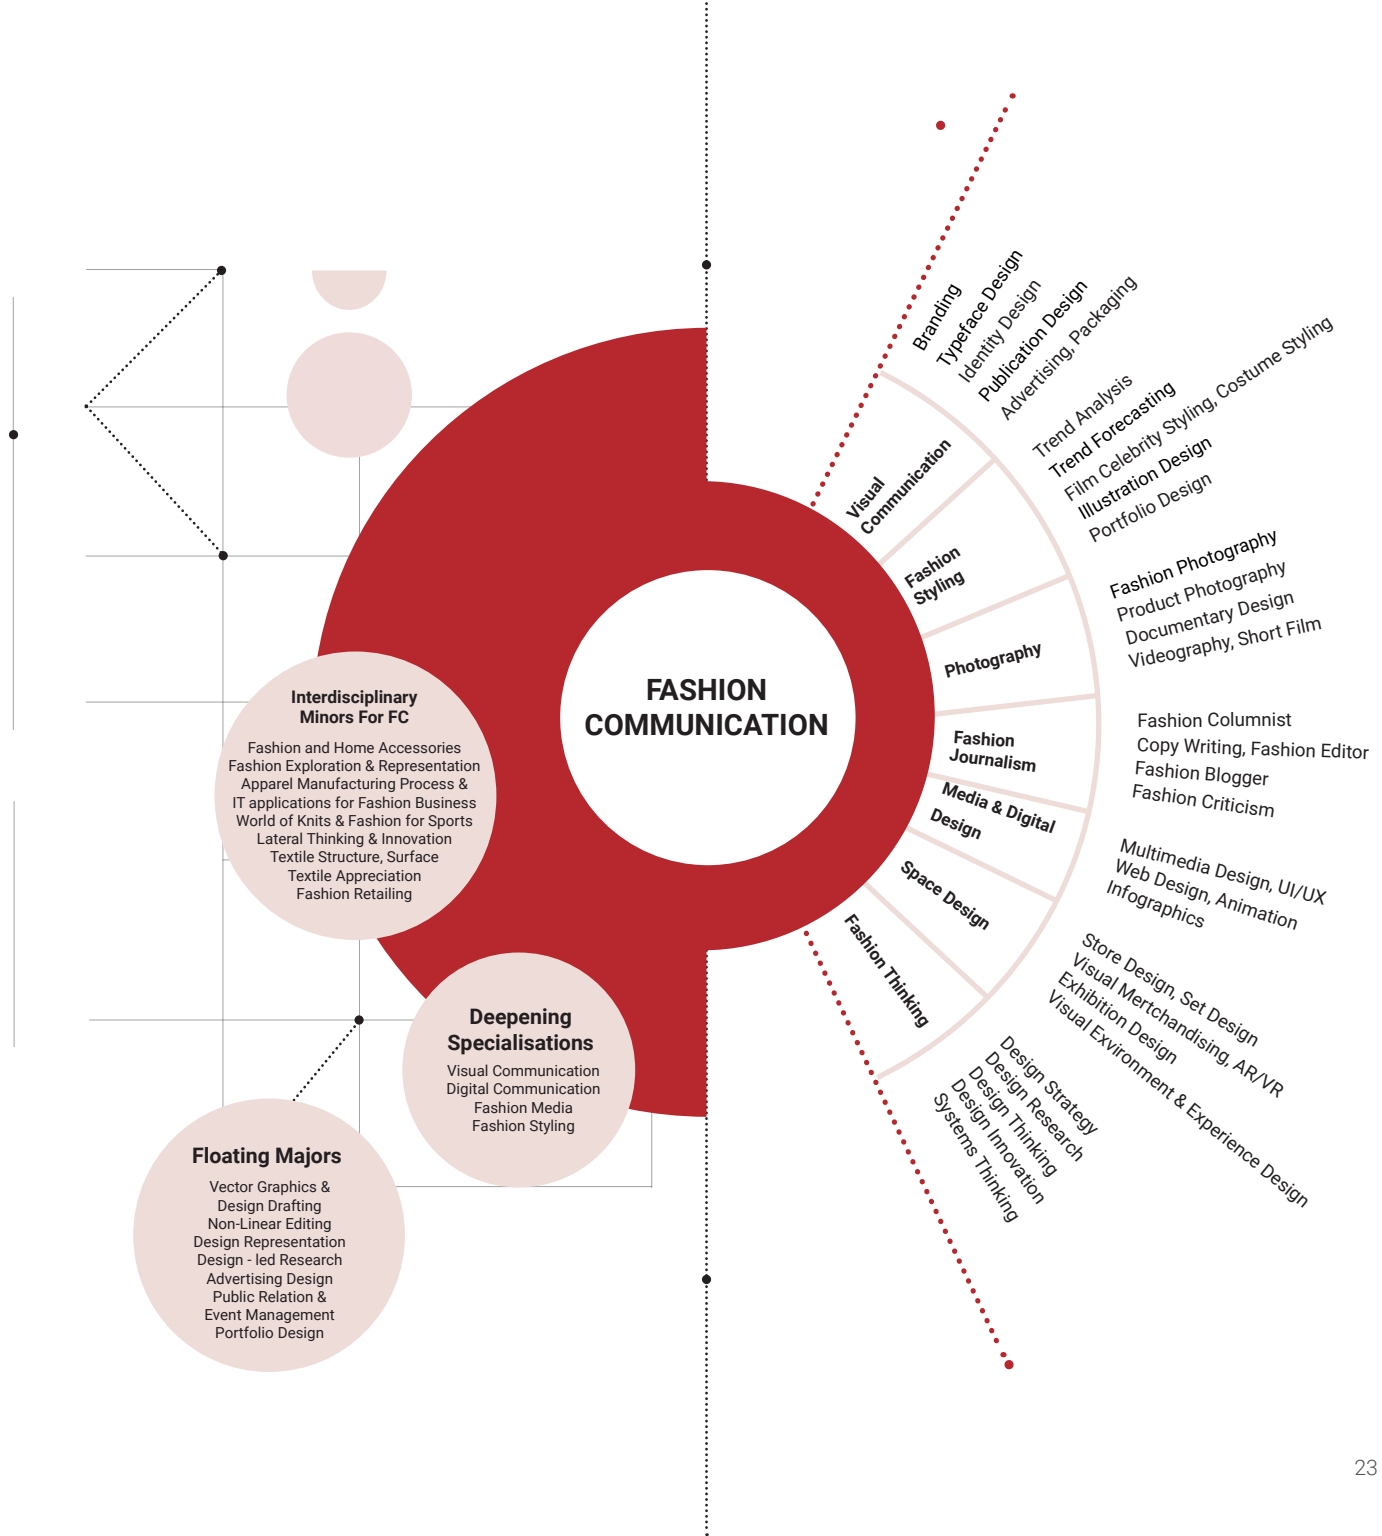 FASHION
COMMUNICATION
Interdisciplinary
Minors For FC
Fashion and Home Accessories
Fashion Exploration & Representation
Apparel Manufacturing Process &
IT applications for Fashion Business
World of Knits & Fashion for Sports
Lateral Thinking & Innovation
Textile Structure, Surface
Textile Appreciation
Fashion Retailing
Deepening
Specialisations
Visual Communication
Digital Communication
Fashion Media
Fashion Styling
Floating Majors
Vector Graphics &
Design Drafting
Non-Linear Editing
Design Representation
Design - led Research
Advertising Design
Public Relation &
Event Management
Portfolio Design
Visual
Communication
Branding
Typeface Design
Identity Design
Publication Design
Advertising, Packaging
Fashion
Styling
Trend Analysis
Trend Forecasting
Film Celebrity Styling, Costume Styling
Illustration Design
Portfolio Design
Photography
Fashion Photography
Product Photography
Documentary Design
Videography, Short Film
Fashion
Journalism
Fashion Columnist
Copy Writing, Fashion Editor
Fashion Blogger
Fashion Criticism
Media & Digital
Design
Multimedia Design, UI/UX
Web Design, Animation
Infographics
Space Design
Store Design, Set Design
Visual Mertchandising, AR/VR
Exhibition Design
Visual Exvironment & Experience Design
Fashion Thinking
Design Strategy
Design Research
Design Thinking
Design Innovation
Systems Thinking
23